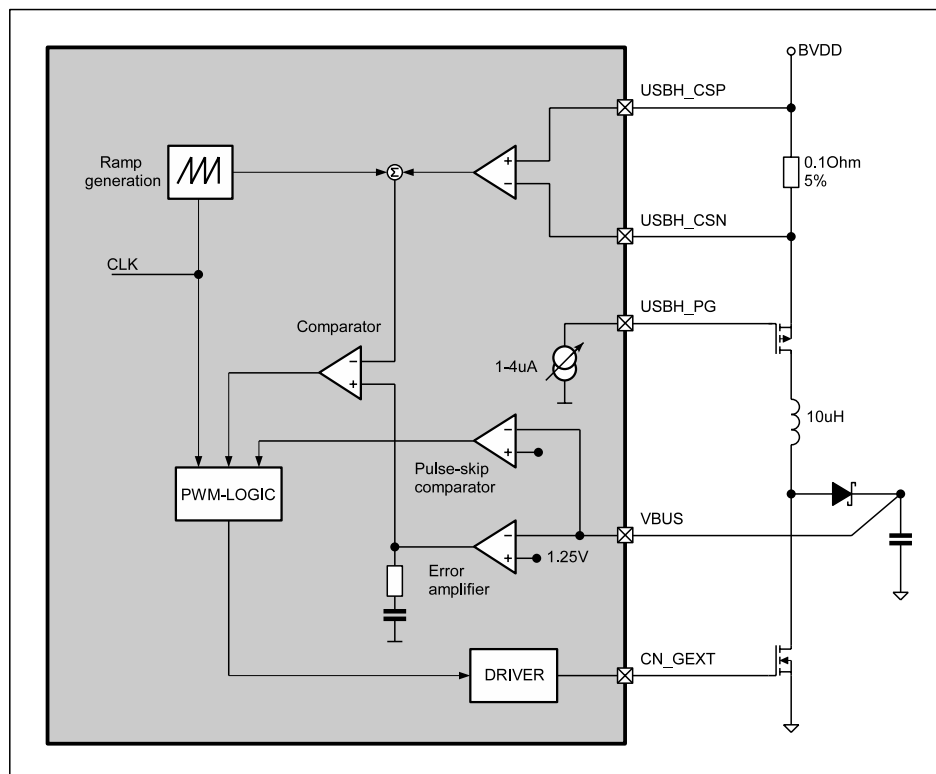 BVDD
USBH_CSP
Ramp
generation
Σ
+
−
0.1Ohm
5%
USBH_CSN
CLK
USBH_PG
Comparator
−
+
1-4uA
10uH
−
+
Pulse-skip
comparator
PWM-LOGIC
VBUS
−
+
1.25V
Error
amplifier
CN_GEXT
DRIVER